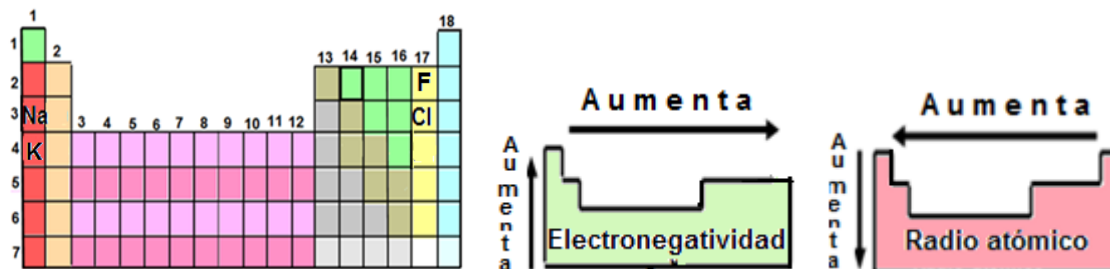 1
18
1
2
13 14 15 16 17
2
F
3
Na
3 4 5 6 7 8 9 10 11 12
Cl
4
K
5
6
7
Aumenta
Aumenta
Electronegatividad
Aumenta
Aumenta
Radio atómico